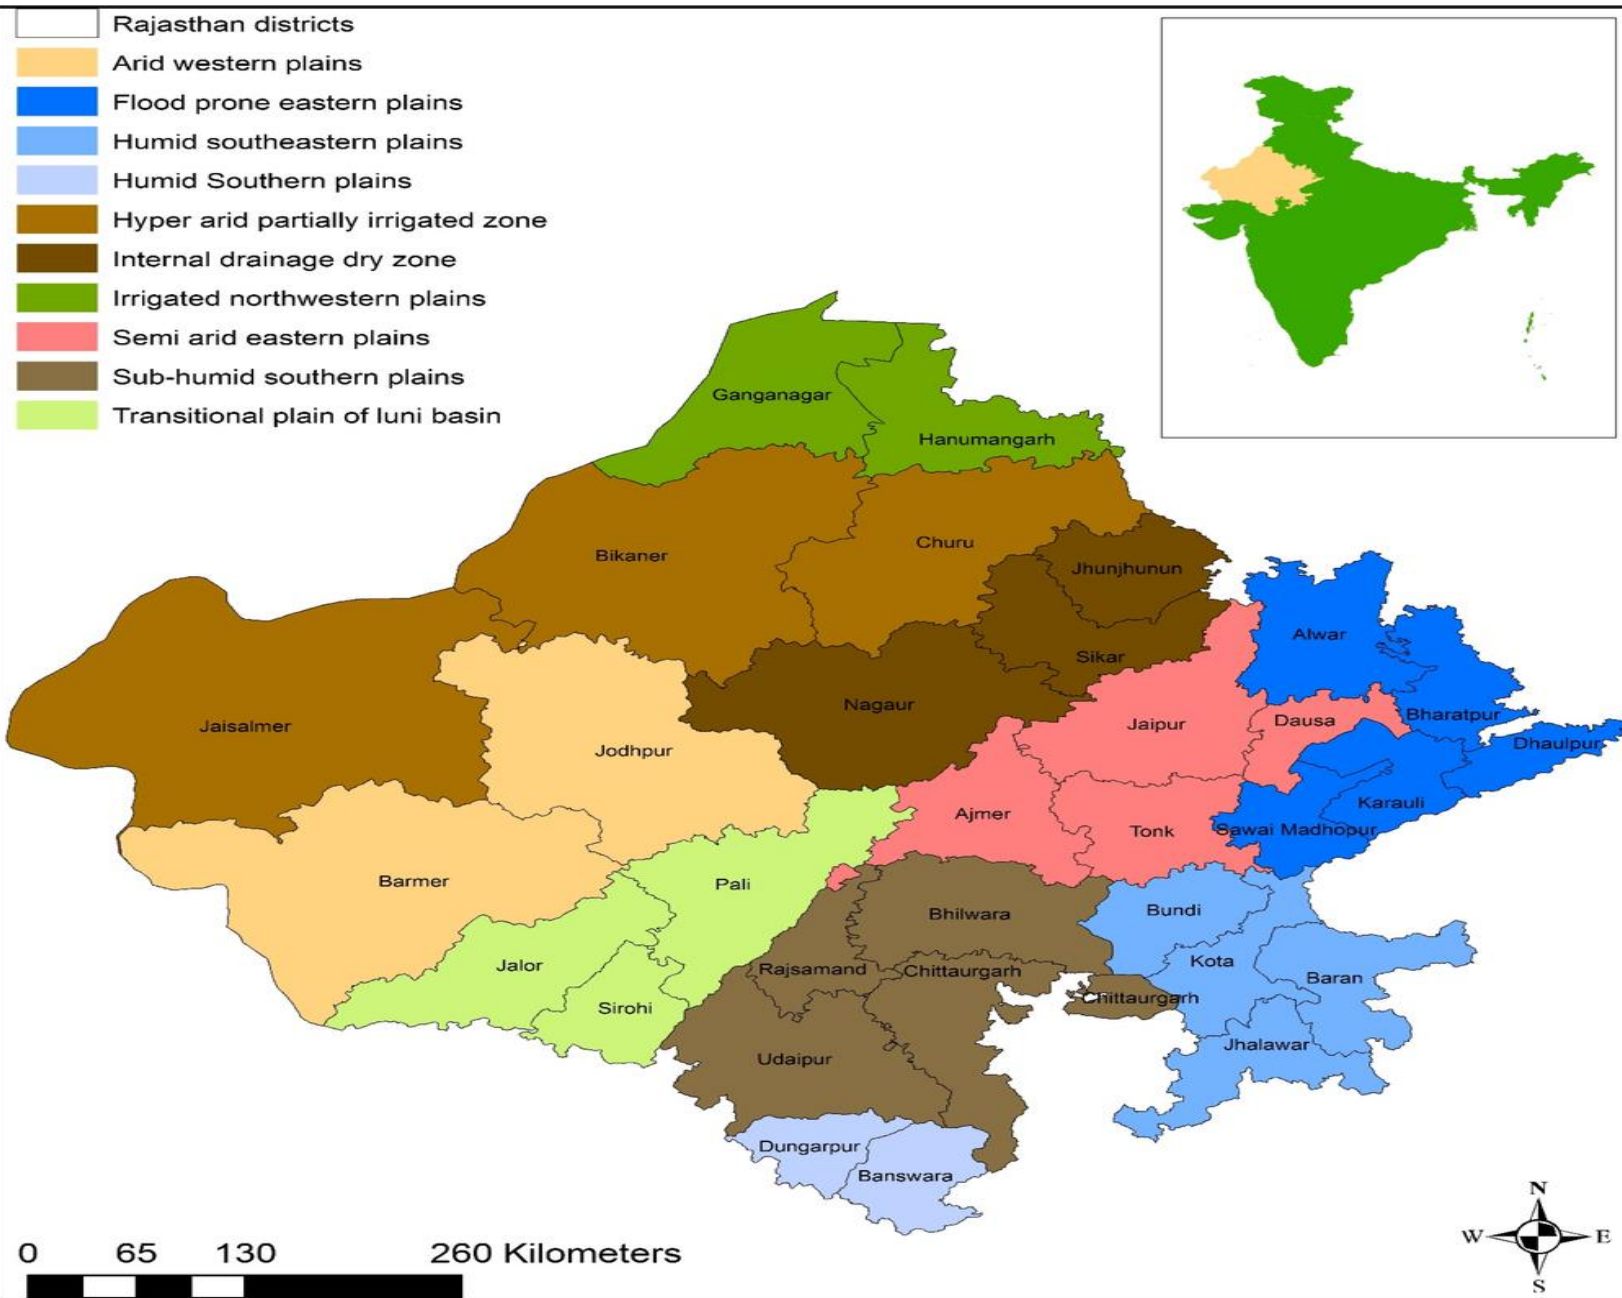 Rajasthan districts
Arid western plains
Flood prone eastern plains
Humid southeastern plains
Humid Southern plains
Hyper arid partially irrigated zone
Internal drainage dry zone
Irrigated northwestern plains
Semi arid eastern plains
Sub-humid southern plains
Transitional plain of luni basin
Ganganagar
Hanumangarh
Bikaner
Churu
Jhunjhunun
Alwar
Sikar
Jaisalmer
Nagaur
Jaipur
Dausa
Bharatpur
Jodhpur
Dhaulpur
Ajmer
Tonk
Karauli
Sawai Madhopur
Barmer
Pali
Bhilwara
Bundi
Jalor
Rajsamand
Chittaurgarh
Kota
Baran
Sirohi
Chittaurgarh
Udaipur
Jhalawar
Dungarpur
Banswara
N
W E
S
0 65 130 260 Kilometers